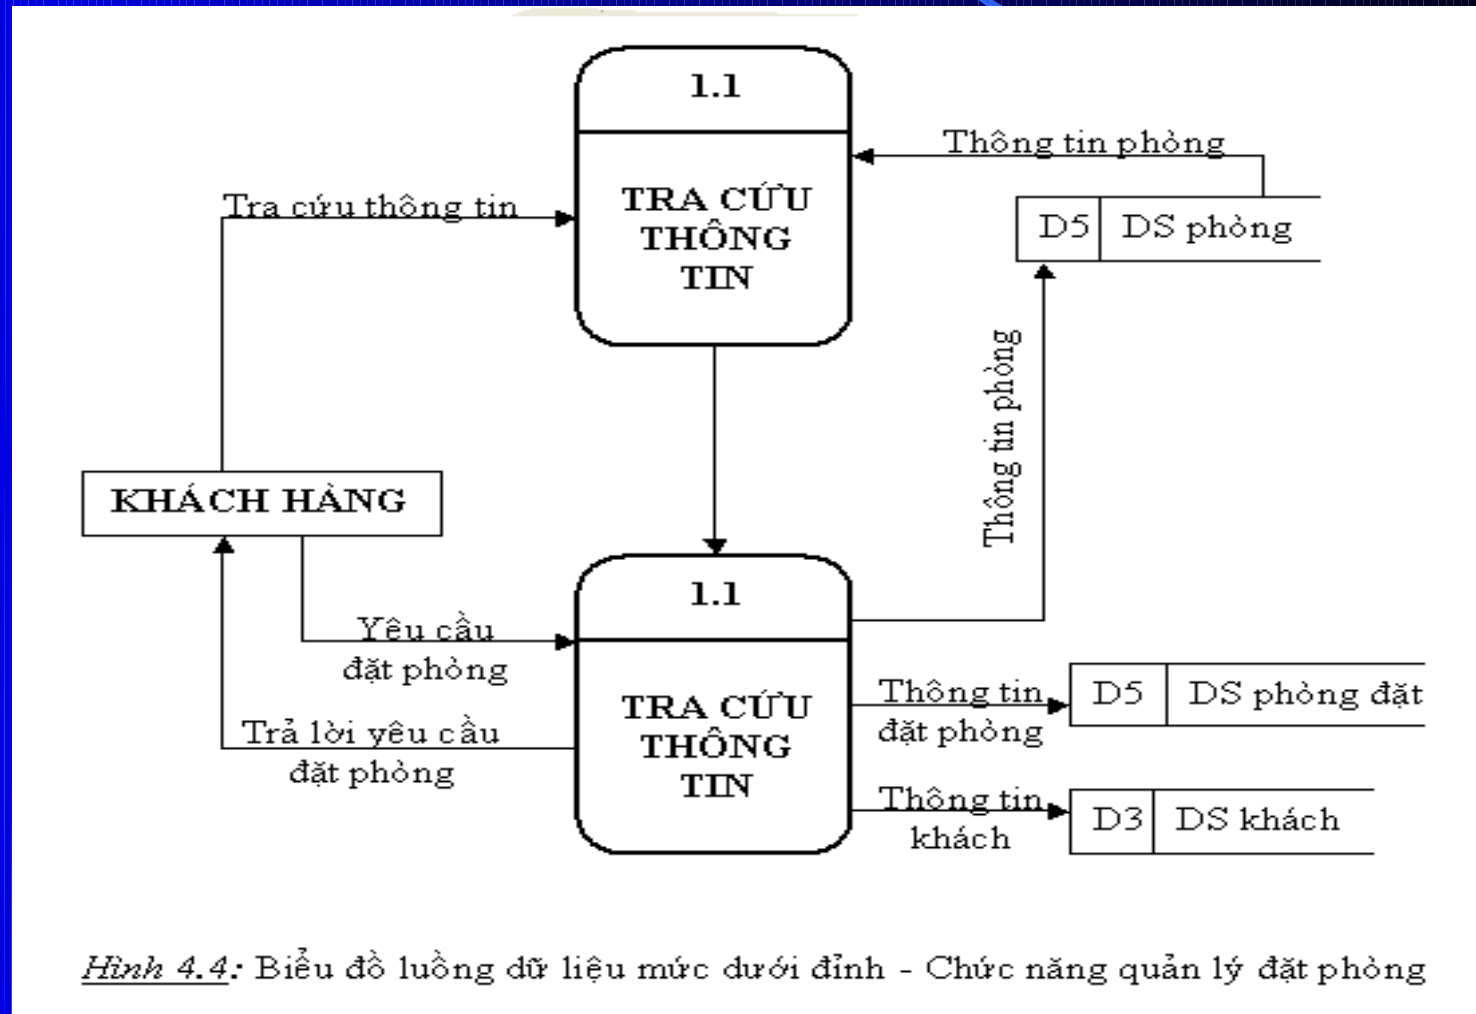 1.1
TRA CỨU
THÔNG
TIN
Thông tin phòng
Tra cứu thông tin
D5 DS phòng
Thông tin phòng
KHÁCH HÀNG
1.1
TRA CỨU
THÔNG
TIN
Yêu cầu
đặt phòng
Trả lời yêu cầu
đặt phòng
Thông tin
đặt phòng
D5 DS phòng đặt
Thông tin
khách
D3 DS khách
Hình 4.4: Biểu đồ luồng dữ liệu mức dưới đỉnh - Chức năng quản lý đặt phòng